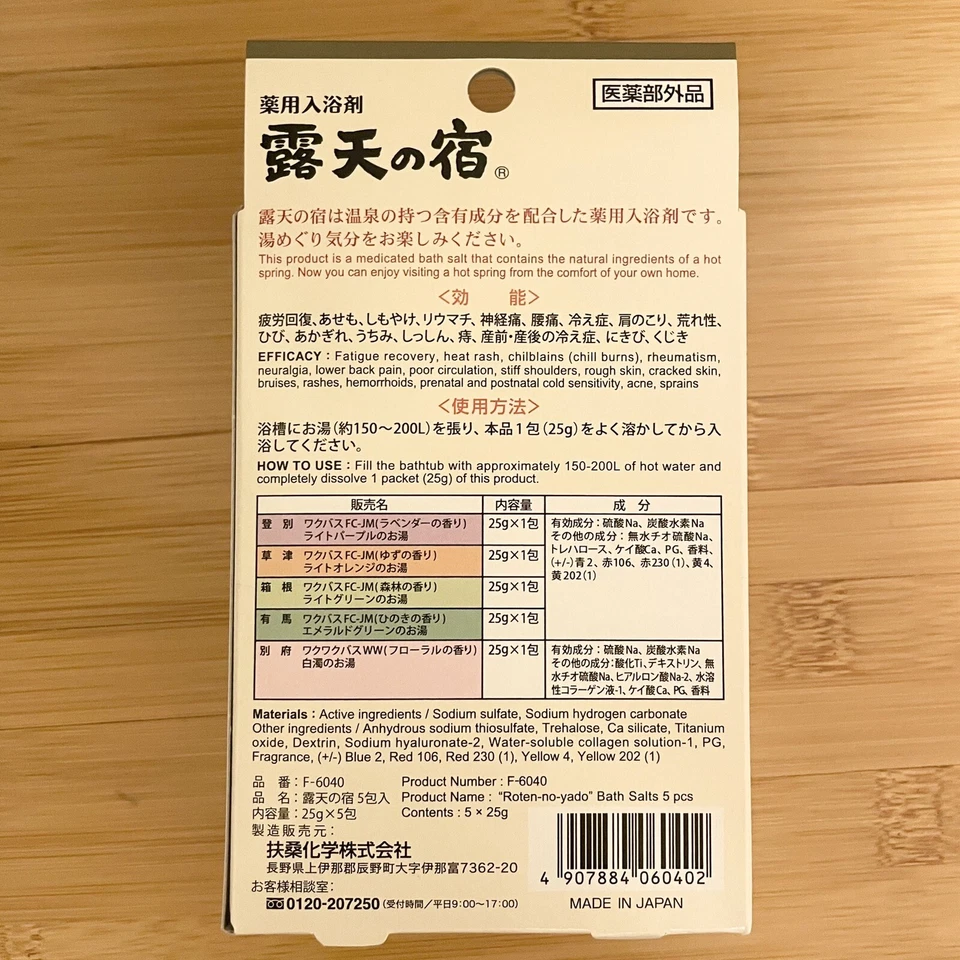 薬用入浴剤
医薬部外品
露天の宿®
露天の宿は温泉の持つ含有成分を配合した薬用入浴剤です。
湯めぐり気分をお楽しみください。
This product is a medicated bath salt that contains the natural ingredients of a hot
spring. Now you can enjoy visiting a hot spring from the comfort of your own home.
<効 能>
疲労回復、あせも、しもやけ、リウマチ、神経痛、腰痛、冷え症、肩のこり、荒れ性、
ひび、あかぎれ、うちみ、しっしん、痔、産前・産後の冷え症、にきび、くじき
EFFICACY : Fatigue recovery, heat rash, chilblains (chill burns), rheumatism,
neuralgia, lower back pain, poor circulation, stiff shoulders, rough skin, cracked skin,
bruises, rashes, hemorrhoids, prenatal and postnatal cold sensitivity, acne, sprains
<使用方法>
浴槽にお湯(約150〜200L)を張り、本品1包(25g)をよく溶かしてから入
浴してください。
HOW TO USE : Fill the bathtub with approximately 150-200L of hot water and
completely dissolve 1 packet (25g) of this product.
販売名 内容量 成 分
登 別 ワクバスFC-JM(ラベンダーの香り)
ライトパープルのお湯
25g×1包
草 津 ワクバスFC-JM(ゆずの香り)
ライトオレンジのお湯
25g×1包
箱 根 ワクバスFC-JM(森林の香り)
ライトグリーンのお湯
25g×1包
有 馬 ワクバスFC-JM(ひのきの香り)
エメラルドグリーンのお湯
25g×1包
有効成分：硫酸Na、炭酸水素Na
その他の成分：無水チオ硫酸Na、
トレハロース、ケイ酸Ca、PG、香料、
(+/-)青2、赤106、赤230(1)、黄4、
黄202(1)
別 府 ワクワクバスWW(フローラルの香り)
白濁のお湯
25g×1包
有効成分：硫酸Na、炭酸水素Na
その他の成分:酸化Ti、デキストリン、無
水チオ硫酸Na、ヒアルロン酸Na-2、水溶
性コラーゲン液-1、ケイ酸Ca、PG、香料
Materials : Active ingredients / Sodium sulfate, Sodium hydrogen carbonate
Other ingredients / Anhydrous sodium thiosulfate, Trehalose, Ca silicate, Titanium
oxide, Dextrin, Sodium hyaluronate-2, Water-soluble collagen solution-1, PG,
Fragrance, (+/-) Blue 2, Red 106, Red 230 (1), Yellow 4, Yellow 202 (1)
品 番：F-6040 Product Number : F-6040
品 名：露天の宿 5包入 Product Name : “Roten-no-yado” Bath Salts 5 pcs
内容量：25g×5包 Contents : 5 × 25g
製造販売元：
扶桑化学株式会社
長野県上伊那郡辰野町大字伊那富7362-20
お客様相談室：
0120-207250(受付時間／平日9:00〜17:00)
4 907884 060402
MADE IN JAPAN